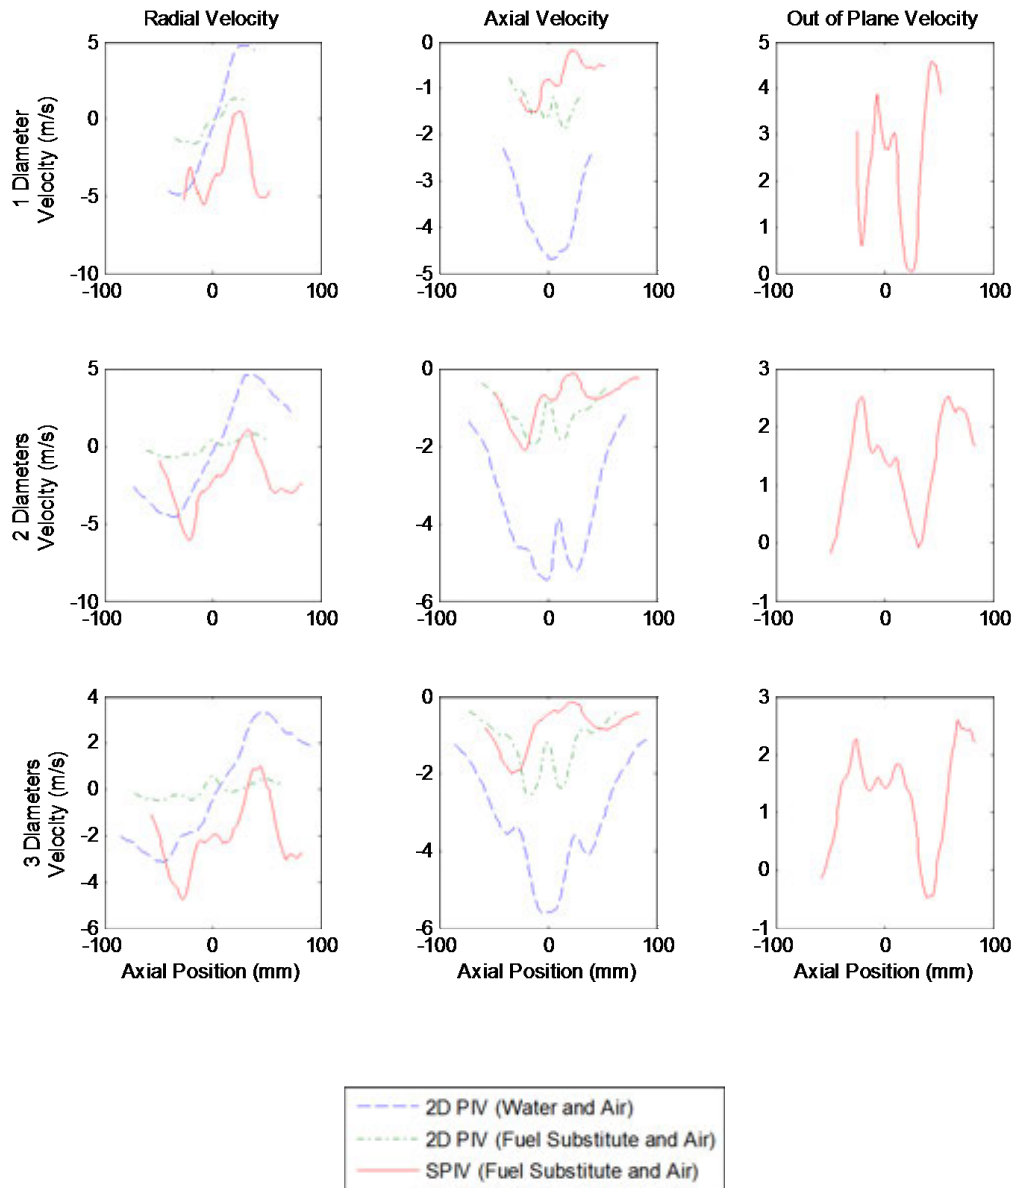 Radial Velocity Axial Velocity Out of Plane Velocity
1 Diameter
Velocity (m/s)
5
0
-5
-10
-100 0 100
0
-1
-2
-3
-4
-5
-100 0 100
5
4
3
2
1
0
-100 0 100
2 Diameters
Velocity (m/s)
5
0
-5
-10
-100 0 100
0
-2
-4
-6
-100 0 100
3
2
1
0
-1
-100 0 100
3 Diameters
Velocity (m/s)
4
2
0
-2
-4
-6
-100 0 100
Axial Position (mm)
0
-2
-4
-6
-100 0 100
Axial Position (mm)
3
2
1
0
-1
-100 0 100
Axial Position (mm)
2D PIV (Water and Air)
2D PIV (Fuel Substitute and Air)
SPIV (Fuel Substitute and Air)